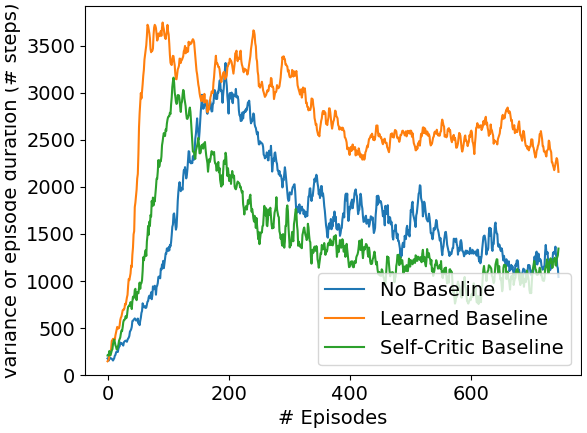 variance of episode duration (# steps)
3500
3000
2500
2000
1500
1000
500
0
0 200 400 600
# Episodes
No Baseline
Learned Baseline
Self-Critic Baseline